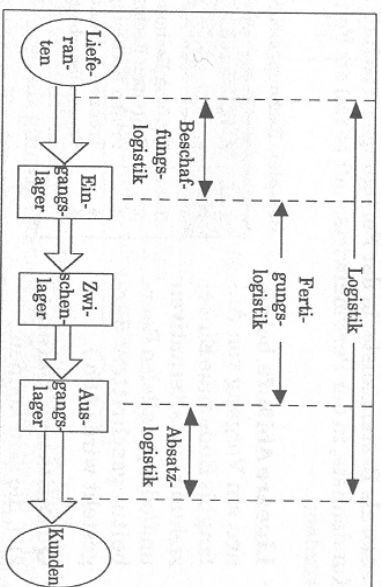 Logistik
Beschaf-
fungs-
logistik
Ferti-
gungs-
logistik
Absatz-
logistik
Liefe-
ran-
ten
Ein-
gangs-
lager
Zwi-
schen-
lager
Aus-
gangs-
lager
Kunden